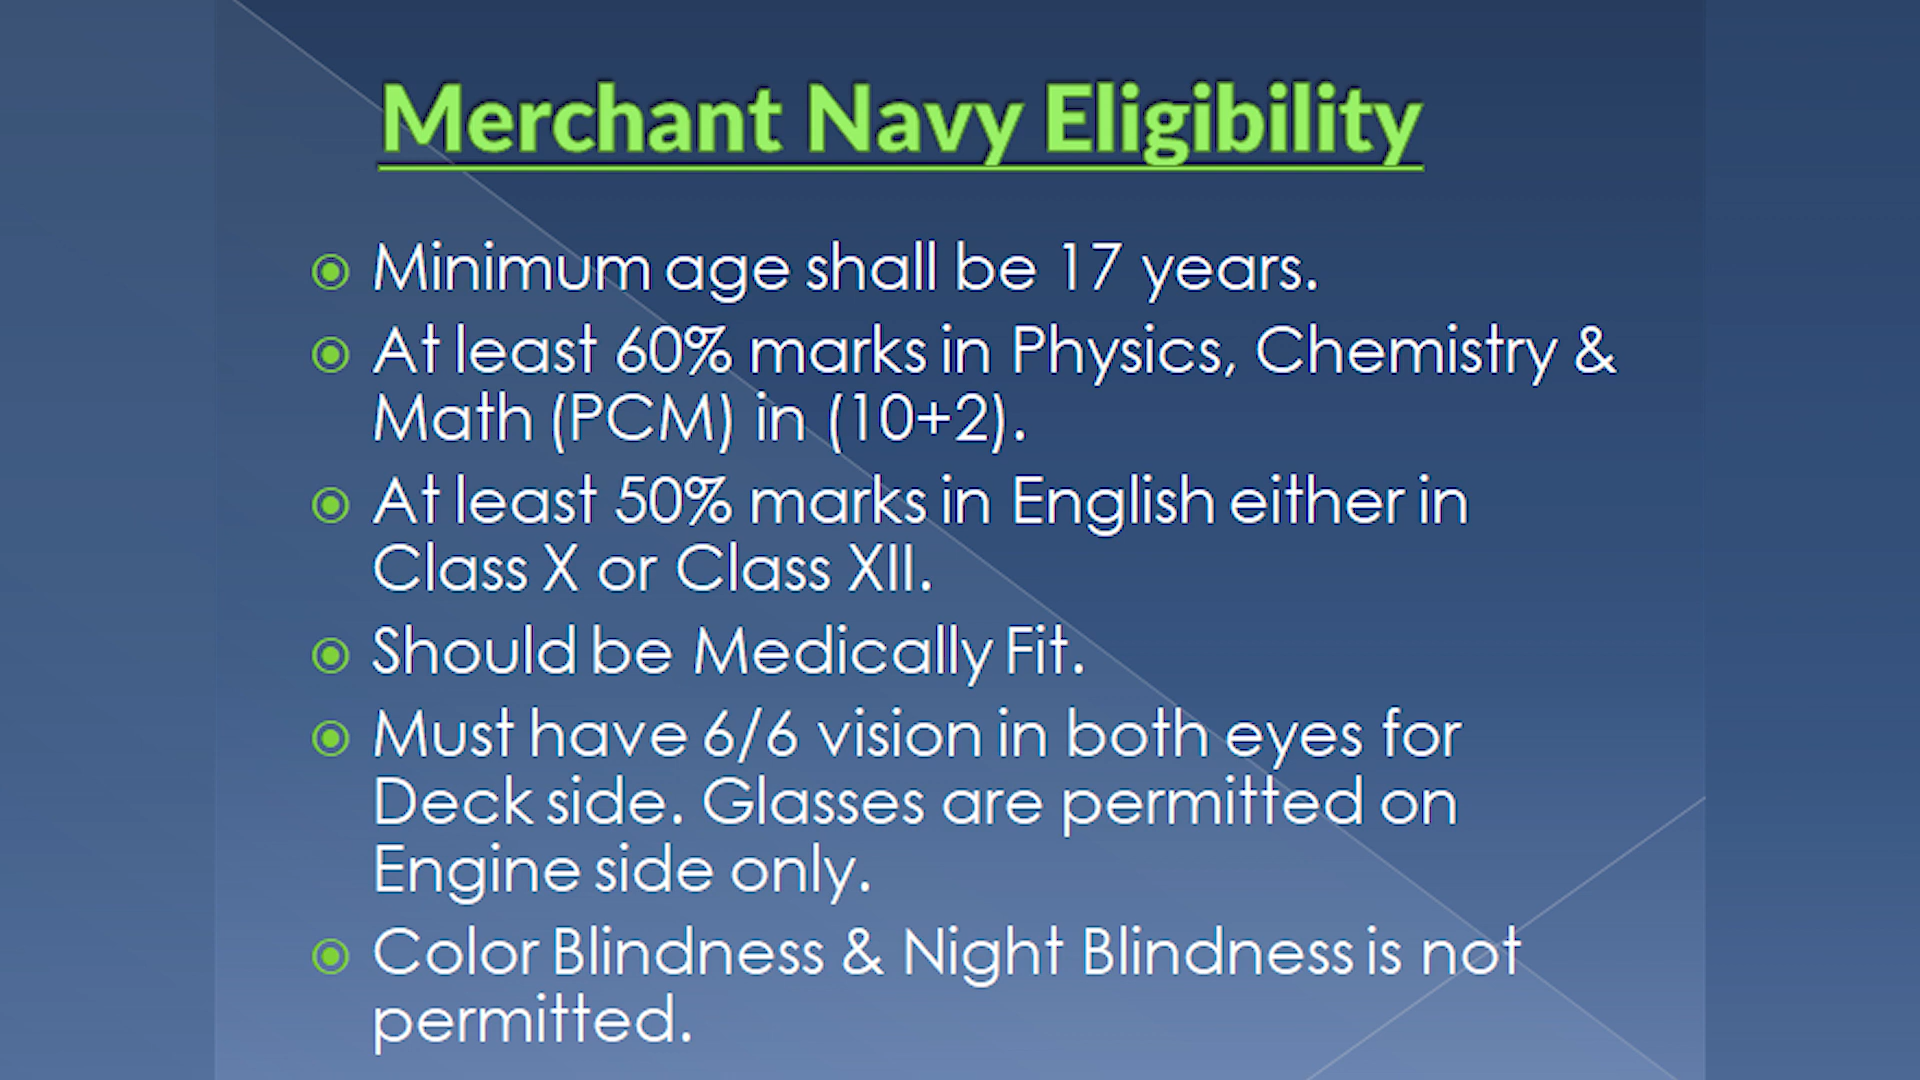 Merchant Navy Eligibility
Minimum age shall be 17 years.
At least 60% marks in Physics, Chemistry &
Math (PCM) in (10+2).
At least 50% marks in English either in
Class X or Class XII.
Should be Medically Fit.
Must have 6/6 vision in both eyes for
Deck side. Glasses are permitted on
Engine side only.
Color Blindness & Night Blindness is not
permitted.